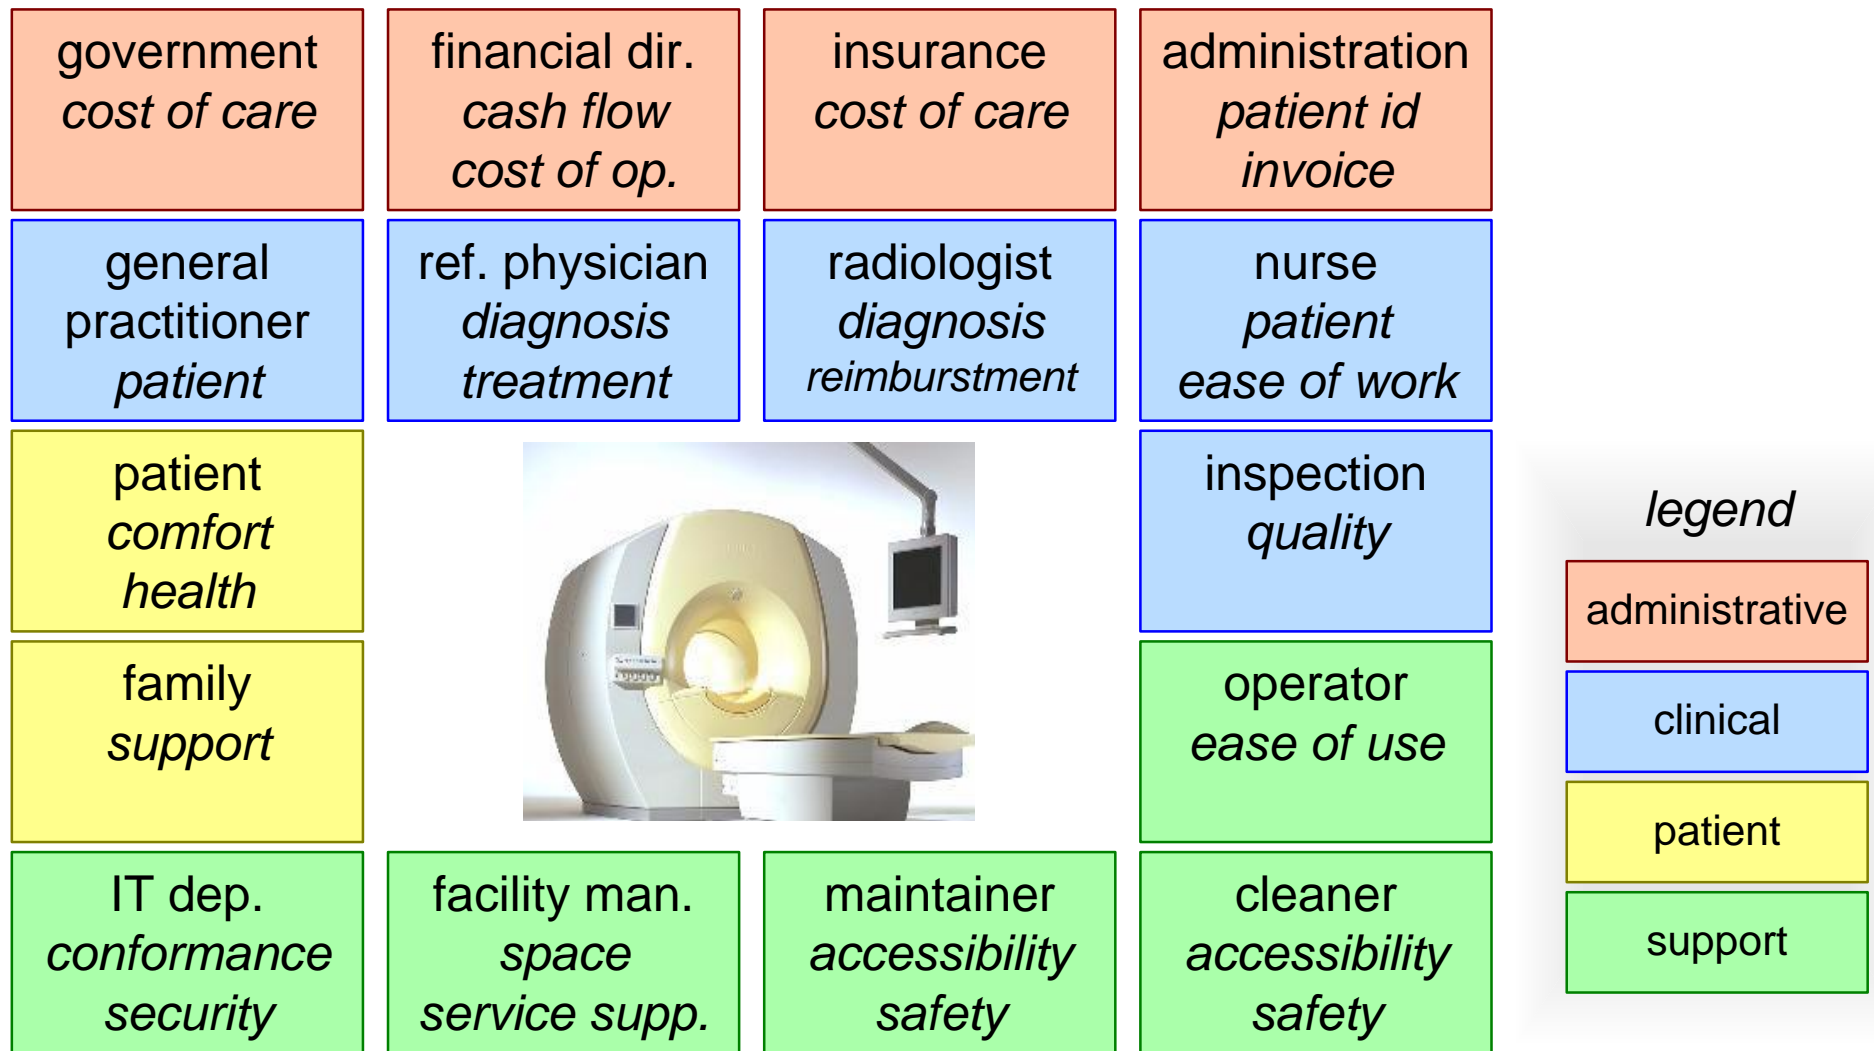 government
cost of care
financial dir.
cash flow
cost of op.
insurance
cost of care
administration
patient id
invoice
general
practitioner
patient
ref. physician
diagnosis
treatment
radiologist
diagnosis
reimburstment
nurse
patient
ease of work
patient
comfort
health
inspection
quality
family
support
operator
ease of use
IT dep.
conformance
security
facility man.
space
service supp.
maintainer
accessibility
safety
cleaner
accessibility
safety
legend
administrative
clinical
patient
support